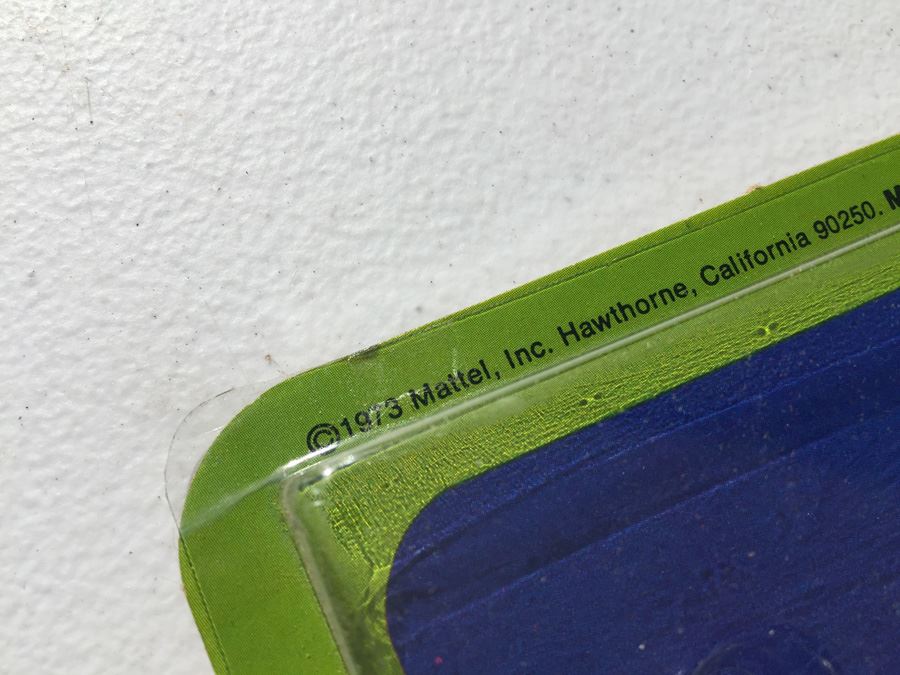 ©1973 Mattel, Inc. Hawthorne, California 90250.